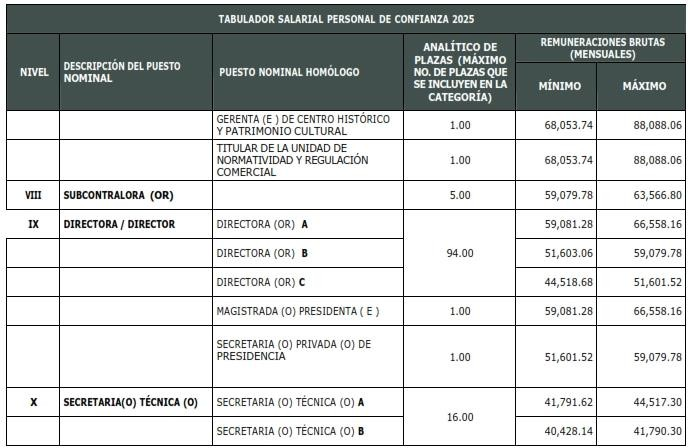 TABULADOR SALARIAL PERSONAL DE CONFIANZA 2025
NIVEL
DESCRIPCIÓN DEL PUESTO
NOMINAL
PUESTO NOMINAL HOMÓLOGO
ANALÍTICO DE
PLAZAS (MÁXIMO
NO. DE PLAZAS QUE
SE INCLUYEN EN LA
CATEGORÍA)
REMUNERACIONES BRUTAS
(MENSUALES)
MÍNIMO
MÁXIMO
GERENTA (E ) DE CENTRO HISTÓRICO
Y PATRIMONIO CULTURAL
1.00
68,053.74
88,088.06
TITULAR DE LA UNIDAD DE
NORMATIVIDAD Y REGULACIÓN
COMERCIAL
1.00
68,053.74
88,088.06
VIII
SUBCONTRALORA (OR)
5.00
59,079.78
63,566.80
IX
DIRECTORA / DIRECTOR
DIRECTORA (OR) A
94.00
59,081.28
66,558.16
DIRECTORA (OR) B
51,603.06
59,079.78
DIRECTORA (OR) C
44,518.68
51,601.52
MAGISTRADA (O) PRESIDENTA ( E )
1.00
59,081.28
66,558.16
SECRETARIA (O) PRIVADA (O) DE
PRESIDENCIA
1.00
51,601.52
59,079.78
X
SECRETARIA(O) TÉCNICA (O)
SECRETARIA (O) TÉCNICA (O) A
16.00
41,791.62
44,517.30
SECRETARIA (O) TÉCNICA (O) B
40,428.14
41,790.30